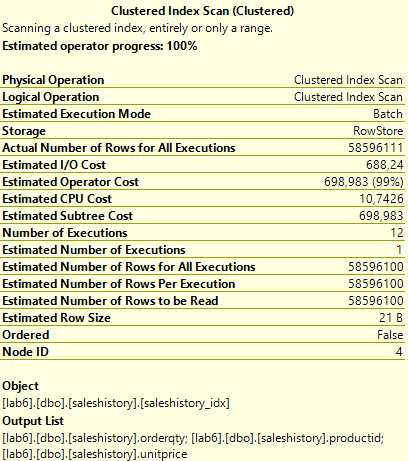 Clustered Index Scan (Clustered)
Scanning a clustered index, entirely or only a range.
Estimated operator progress: 100%
Physical Operation Clustered Index Scan
Logical Operation Clustered Index Scan
Estimated Execution Mode Batch
Storage RowStore
Actual Number of Rows for All Executions 58596111
Estimated I/O Cost 688,24
Estimated Operator Cost 698,983 (99%)
Estimated CPU Cost 10,7426
Estimated Subtree Cost 698,983
Number of Executions 12
Estimated Number of Executions 1
Estimated Number of Rows for All Executions 58596100
Estimated Number of Rows Per Execution 58596100
Estimated Number of Rows to be Read 58596100
Estimated Row Size 21 B
Ordered False
Node ID 4
Object
[lab6].[dbo].[saleshistory].[saleshistory_idx]
Output List
[lab6].[dbo].[saleshistory].orderqty; [lab6].[dbo].[saleshistory].productid;
[lab6].[dbo].[saleshistory].unitprice